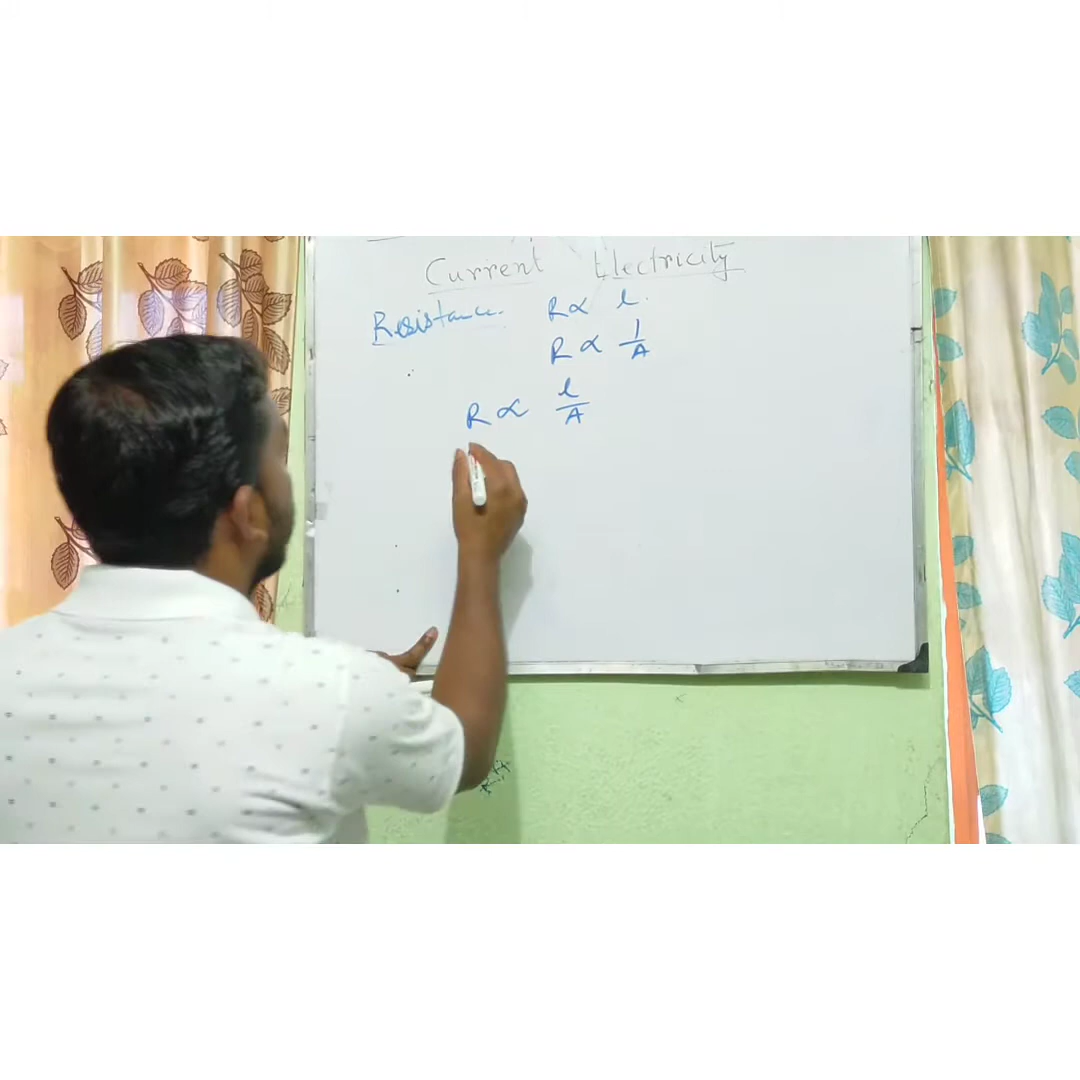 Current Electricity
Resistance. R ∝ l.
R ∝ 1/A
R ∝ l/A